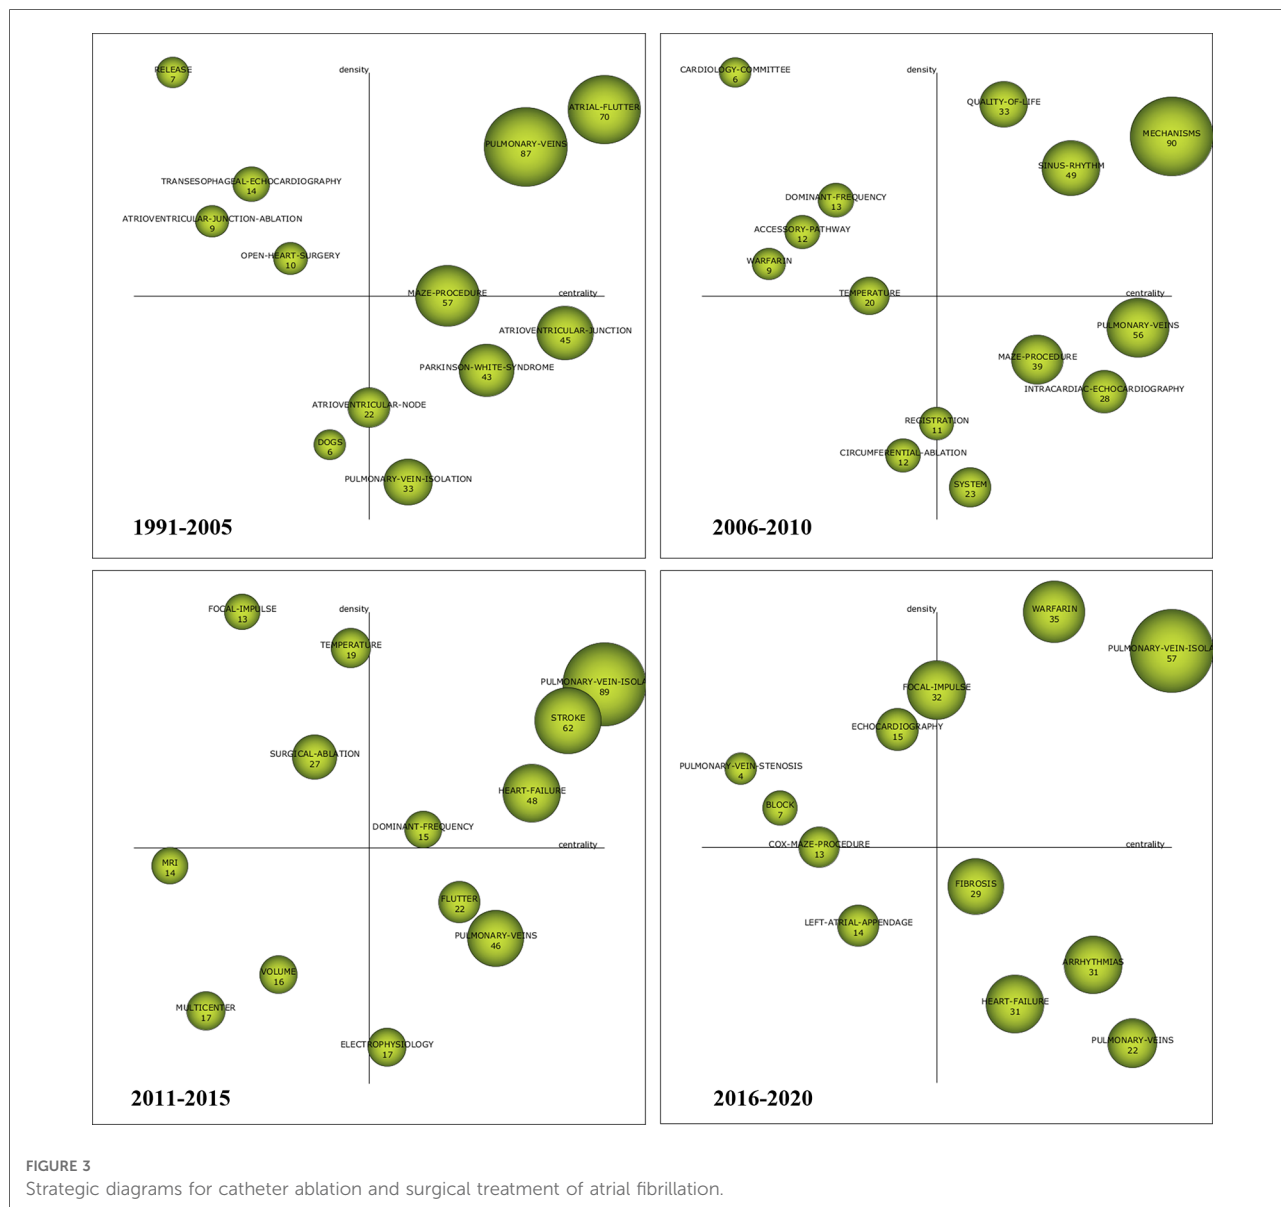 RELEASE
7
density
ATRIAL-FLUTTER
70
PULMONARY-VEINS
87
TRANSESOPHAGEAL-ECHOCARDIOGRAPHY
14
ATRIOVENTRICULAR-JUNCTION-ABLATION
9
OPEN-HEART-SURGERY
10
MAZE-PROCEDURE
57
centrality
ATRIOVENTRICULAR-JUNCTION
45
PARKINSON-WHITE-SYNDROME
43
ATRIOVENTRICULAR-NODE
22
DOGS
6
PULMONARY-VEIN-ISOLATION
33
1991-2005
CARDIOLOGY-COMMITTEE
6
density
QUALITY-OF-LIFE
33
MECHANISMS
90
SINUS-RHYTHM
49
DOMINANT-FREQUENCY
13
ACCESSORY-PATHWAY
12
WARFARIN
9
TEMPERATURE
20
centrality
PULMONARY-VEINS
56
MAZE-PROCEDURE
39
INTRACARDIAC-ECHOCARDIOGRAPHY
28
REGISTRATION
11
CIRCUMFERENTIAL-ABLATION
12
SYSTEM
23
2006-2010
FOCAL-IMPULSE
13
density
TEMPERATURE
19
PULMONARY-VEIN-ISOLA
89
STROKE
62
SURGICAL-ABLATION
27
HEART-FAILURE
48
DOMINANT-FREQUENCY
15
centrality
MRI
14
FLUTTER
22
PULMONARY-VEINS
46
VOLUME
16
MULTICENTER
17
ELECTROPHYSIOLOGY
17
2011-2015
density
WARFARIN
35
PULMONARY-VEIN-ISOLA
57
FOCAL-IMPULSE
32
ECHOCARDIOGRAPHY
15
PULMONARY-VEIN-STENOSIS
4
BLOCK
7
COX-MAZE-PROCEDURE
13
centrality
FIBROSIS
29
LEFT-ATRIAL-APPENDAGE
14
ARRHYTHMIAS
31
HEART-FAILURE
31
PULMONARY-VEINS
22
2016-2020
FIGURE 3
Strategic diagrams for catheter ablation and surgical treatment of atrial fibrillation.